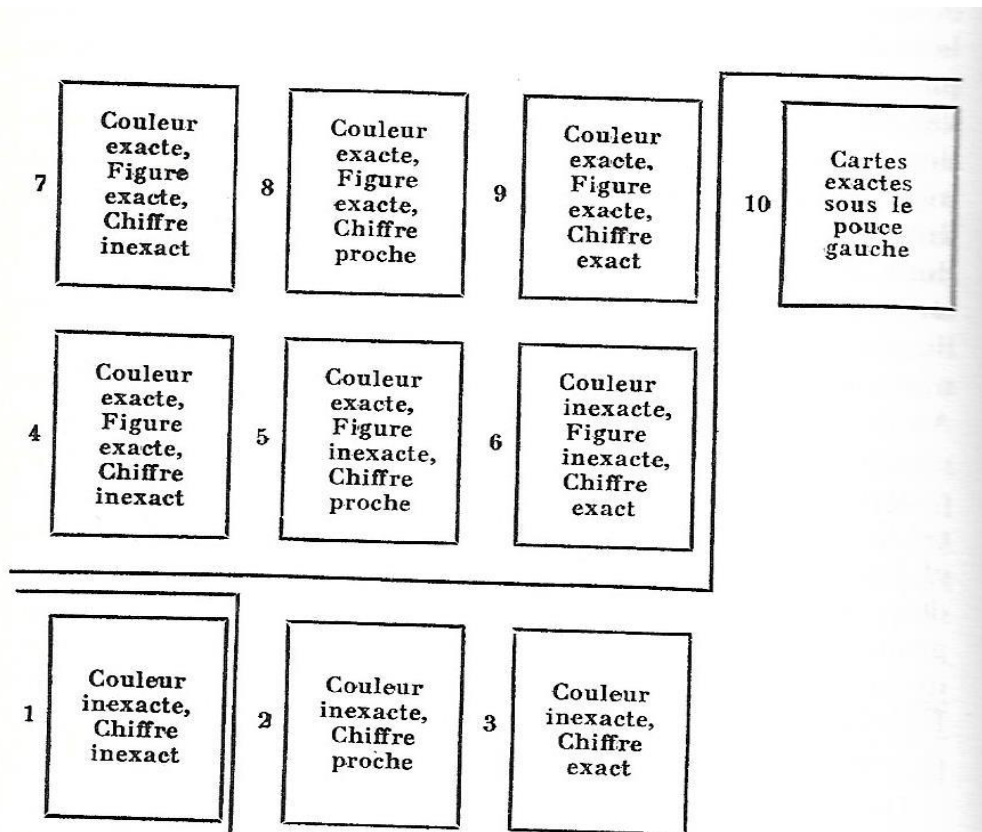 7
Couleur
exacte,
Figure
exacte,
Chiffre
inexact
8
Couleur
exacte,
Figure
exacte,
Chiffre
proche
9
Couleur
exacte,
Figure
exacte,
Chiffre
exact
10
Cartes
exactes
sous le
pouce
gauche
4
Couleur
exacte,
Figure
exacte,
Chiffre
inexact
5
Couleur
exacte,
Figure
inexacte,
Chiffre
proche
6
Couleur
inexacte,
Figure
inexacte,
Chiffre
exact
1
Couleur
inexacte,
Chiffre
inexact
2
Couleur
inexacte,
Chiffre
proche
3
Couleur
inexacte,
Chiffre
exact